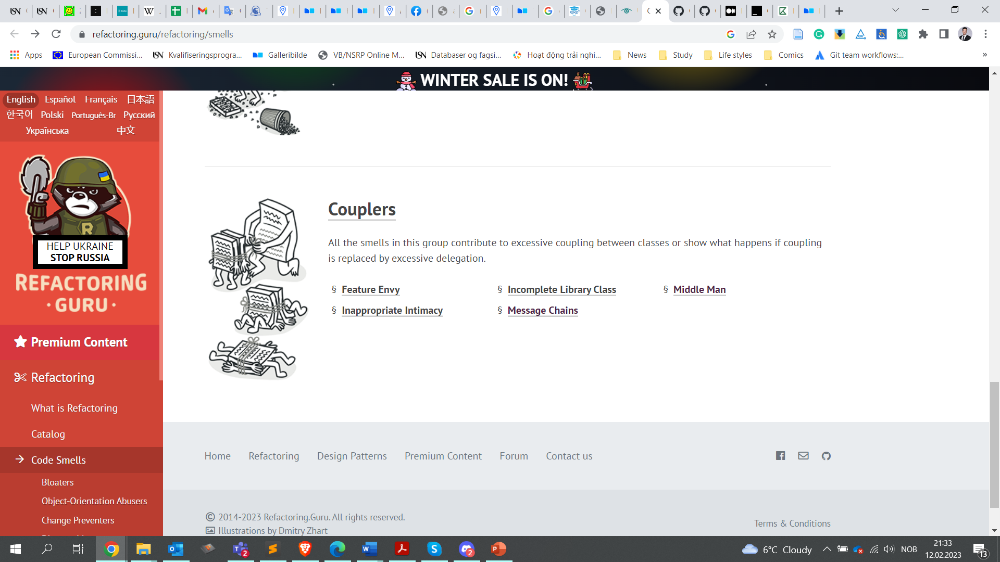 refactoring.guru/refactoring/smells
Apps
European Commissi...
Kvalifiseringsprogra...
Galleribilde
VB/NSRP Online M...
Databaser og fagsi...
Hoạt động trải nghi...
News
Study
Life styles
Comics
Git team workflows:...
»
WINTER SALE IS ON!
English Español Français 日本語
한국어 Polski Português-Br Русский
Українська 中文
HELP UKRAINE
STOP RUSSIA
REFACTORING
·GURU·
Premium Content
Refactoring
What is Refactoring
Catalog
Code Smells
Bloaters
Object-Orientation Abusers
Change Preventers
Couplers
All the smells in this group contribute to excessive coupling between classes or show what happens if coupling
is replaced by excessive delegation.
§ Feature Envy
§ Incomplete Library Class
§ Middle Man
§ Inappropriate Intimacy
§ Message Chains
Home Refactoring Design Patterns Premium Content Forum Contact us
© 2014-2023 Refactoring.Guru. All rights reserved.
Illustrations by Dmitry Zhart
Terms & Conditions
6°C Cloudy
NOB
21:33
12.02.2023
13